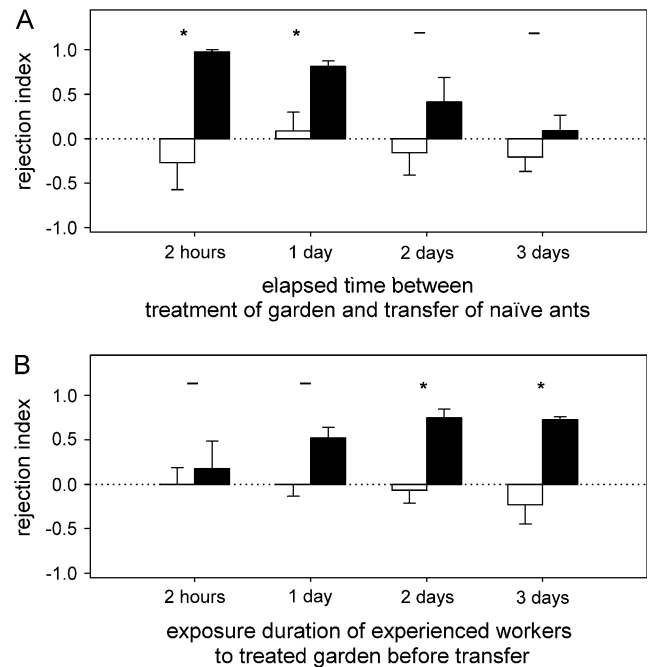 A
* * – –
1.0
0.5
0.0
-0.5
-1.0
rejection index
2 hours 1 day 2 days 3 days
elapsed time between
treatment of garden and transfer of naïve ants
B
– – * *
1.0
0.5
0.0
-0.5
-1.0
rejection index
2 hours 1 day 2 days 3 days
exposure duration of experienced workers
to treated garden before transfer